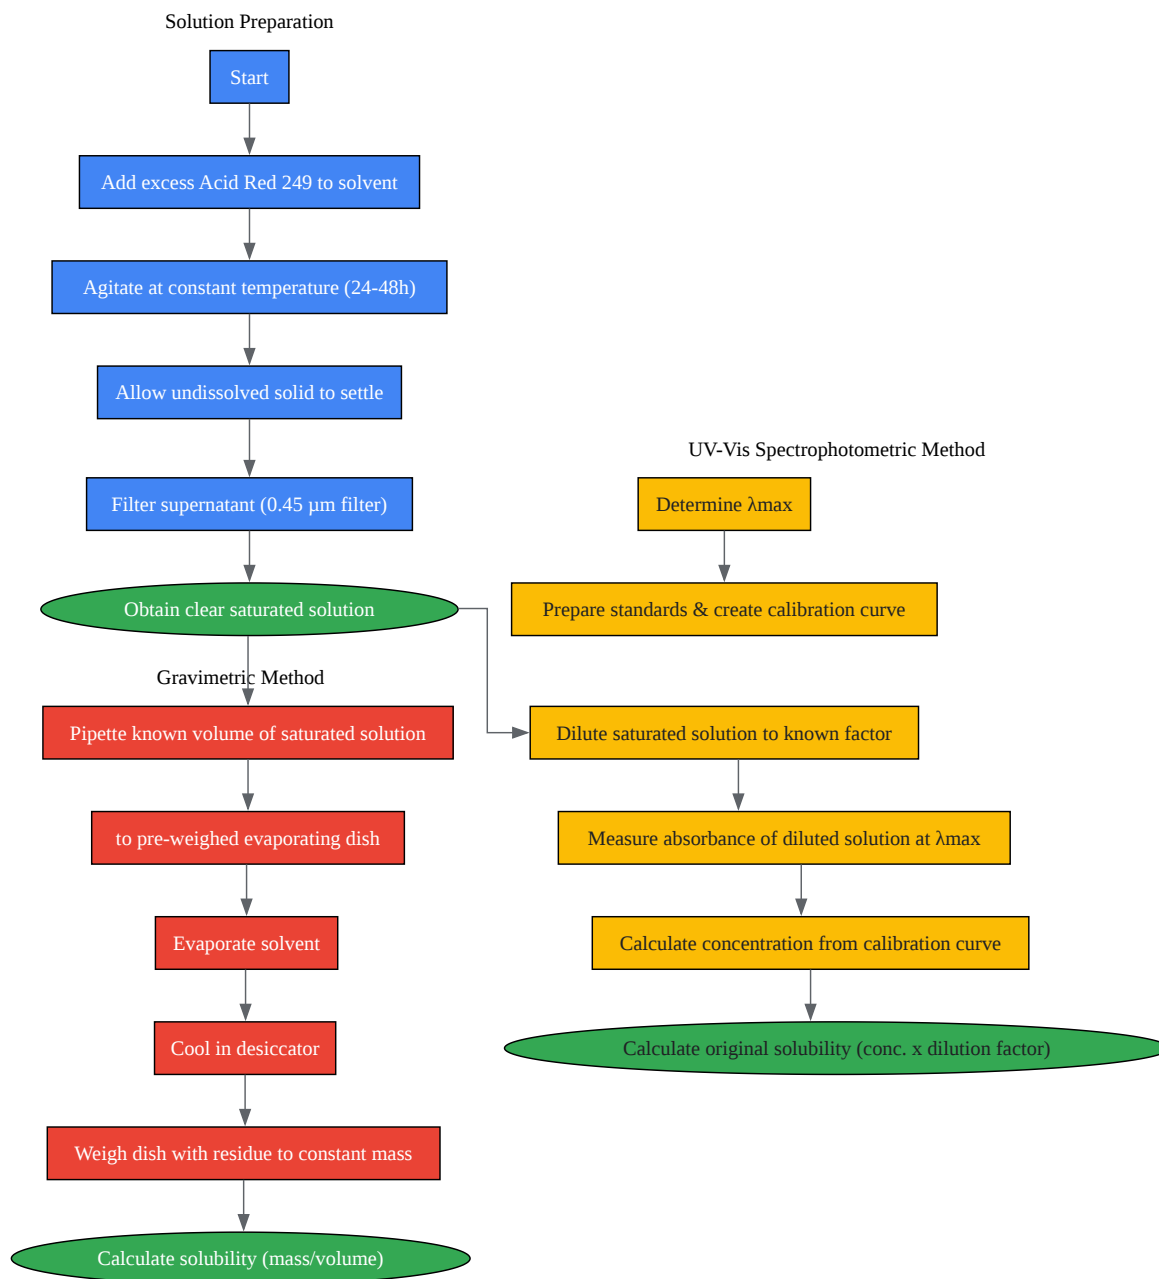 Solution Preparation
Start
Add excess Acid Red 249 to solvent
Agitate at constant temperature (24-48h)
Allow undissolved solid to settle
Filter supernatant (0.45 µm filter)
Obtain clear saturated solution
Gravimetric Method
Pipette known volume of saturated solution
to pre-weighed evaporating dish
Evaporate solvent
Cool in desiccator
Weigh dish with residue to constant mass
Calculate solubility (mass/volume)
UV-Vis Spectrophotometric Method
Determine λmax
Prepare standards & create calibration curve
Dilute saturated solution to known factor
Measure absorbance of diluted solution at λmax
Calculate concentration from calibration curve
Calculate original solubility (conc. x dilution factor)